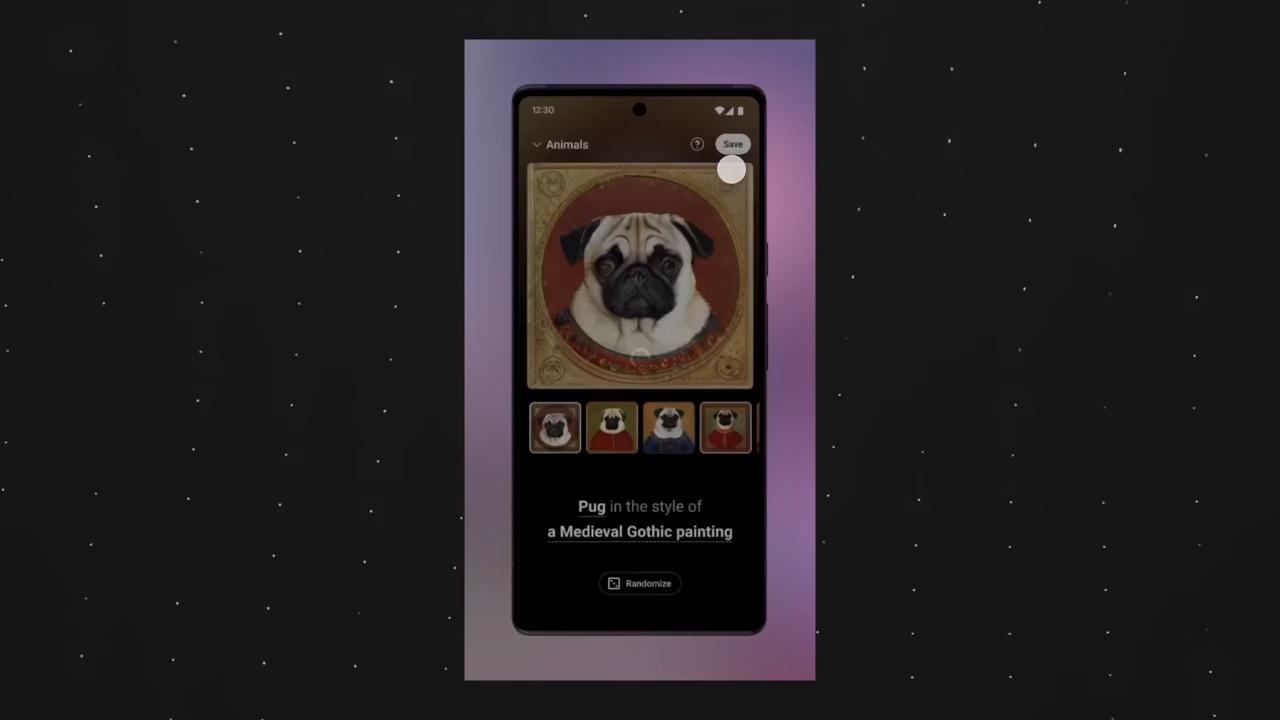 12:30
Animals
Save
Pug in the style of
a Medieval Gothic painting
Randomize